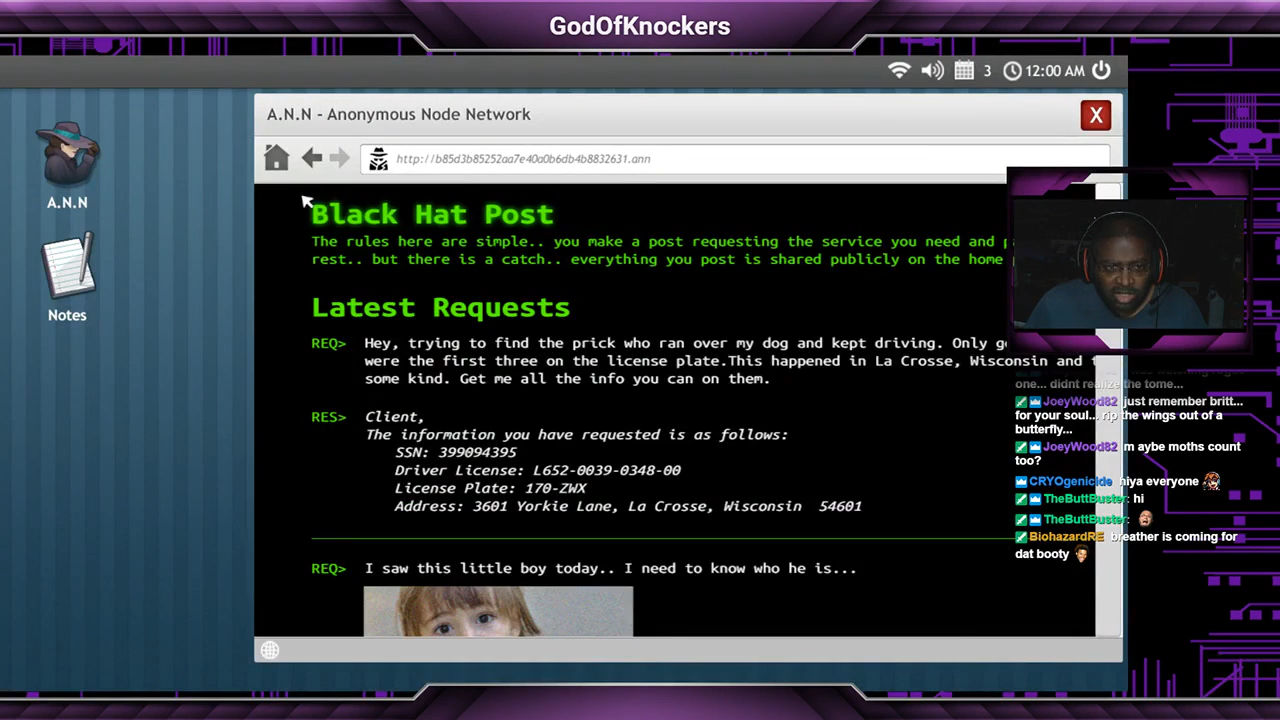 GodOfKnockers
3 12:00 AM
A.N.N - Anonymous Node Network
X
http://b85d3b85252aa7e40a0b6db4b8832631.ann
A.N.N
Notes
Black Hat Post
The rules here are simple.. you make a post requesting the service you need and
rest.. but there is a catch.. everything you post is shared publicly on the home
Latest Requests
REQ> Hey, trying to find the prick who ran over my dog and kept driving. Only
were the first three on the license plate.This happened in La Crosse, Wisconsin and
some kind. Get me all the info you can on them.
RES> Client,
The information you have requested is as follows:
SSN: 399094395
Driver License: L652-0039-0348-00
License Plate: 170-ZWX
Address: 3601 Yorkie Lane, La Crosse, Wisconsin 54601
REQ> I saw this little boy today.. I need to know who he is...
one... didnt realize the tome...
JoeyWood82: just remember britt...
for your soul... rip the wings out of a
butterfly...
JoeyWood82: m aybe moths count
too?
CRYOgenicide: hiya everyone
TheButtBuster: hi
TheButtBuster:
BiohazardRE: breather is coming for
dat booty